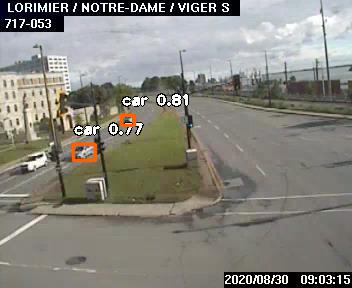 LORIMIER / NOTRE-DAME / VIGER S
717-053
car 0.81
car 0.77
2020/08/30 09:03:15